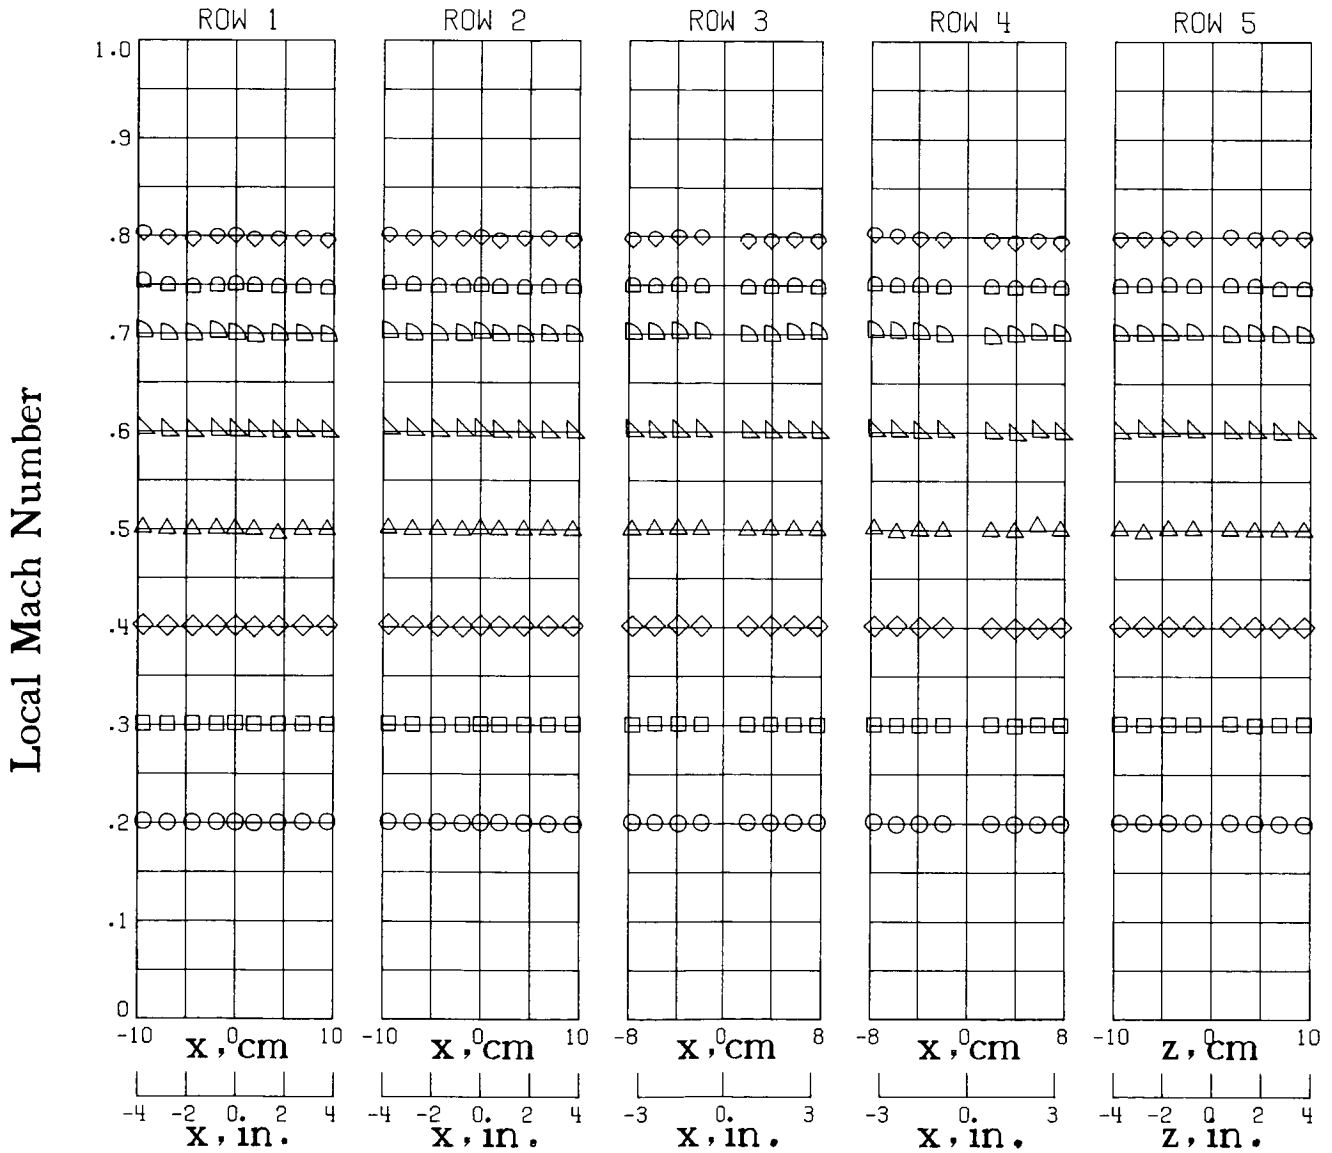 ROW 1 ROW 2 ROW 3 ROW 4 ROW 5
1.0
.9
.8
.7
.6
.5
.4
.3
.2
.1
0
Local Mach Number
-10 0 10 -10 0 10 -8 0 8 -8 0 8 -10 0 10
x, cm x, cm x, cm x, cm z, cm
-4 -2 0. 2 4 -4 -2 0. 2 4 -3 0. 3 -3 0. 3 -4 -2 0. 2 4
x, in. x, in. x, in. x, in. z, in.